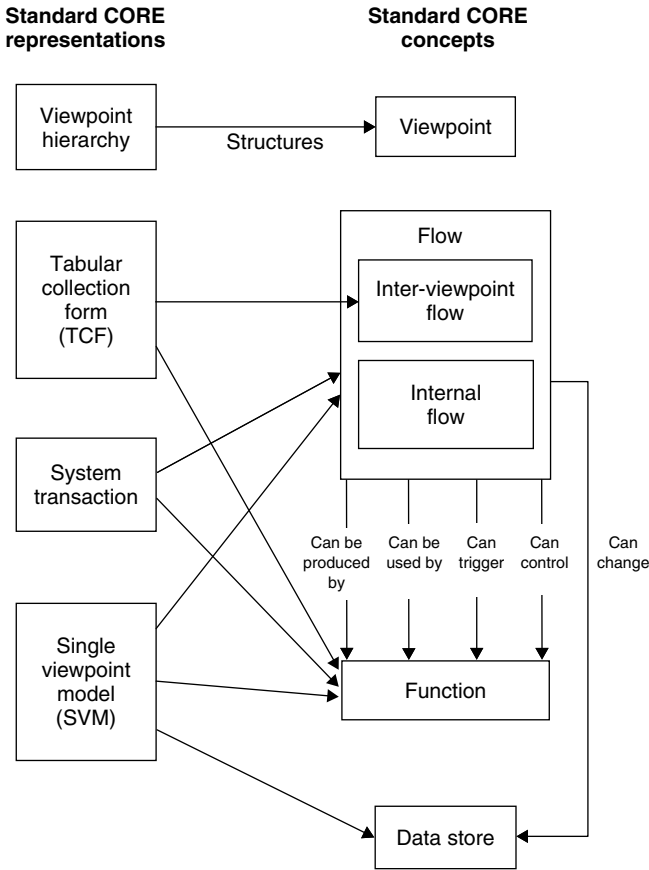 Standard CORE
representations
Standard CORE
concepts
Viewpoint
hierarchy
Structures
Viewpoint
Tabular
collection
form
(TCF)
Flow
Inter-viewpoint
flow
Internal
flow
System
transaction
Can be
produced
by
Can be
used by
Can
trigger
Can
control
Can
change
Single
viewpoint
model
(SVM)
Function
Data store